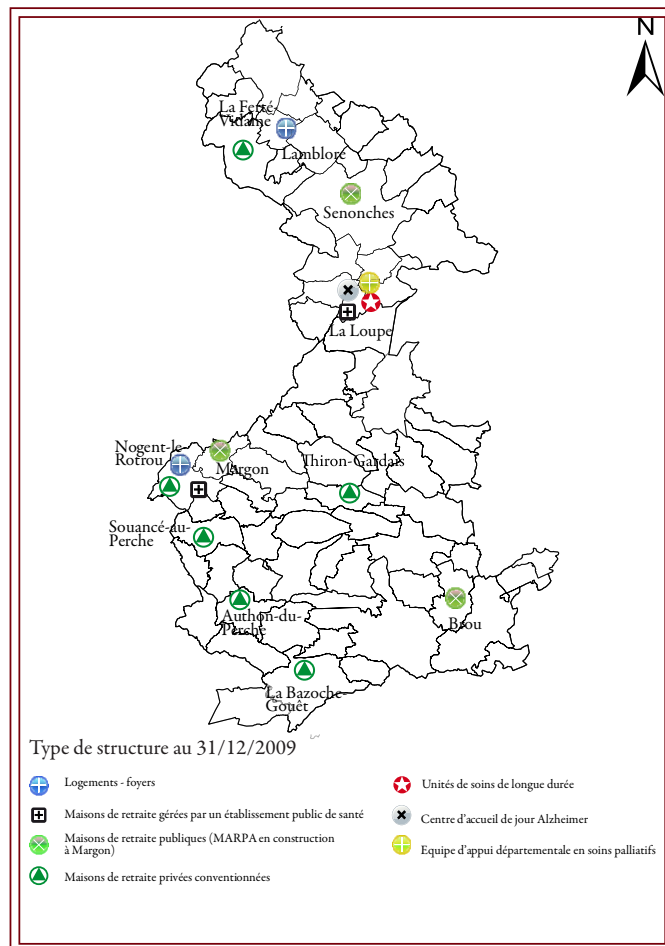 N
La Ferté-
Vidame
Lamblore
Senonches
La Loupe
Nogent-le
Rotrou
Margon
Thiron-Gardais
Souancé-au-
Perche
Authon-du-
Perche
Brou
La Bazoche
Gouêt
Type de structure au 31/12/2009
Logements - foyers
Maisons de retraite gérées par un établissement public de santé
Maisons de retraite publiques (MARPA en construction
à Margon)
Maisons de retraite privées conventionnées
Unités de soins de longue durée
Centre d'accueil de jour Alzheimer
Equipe d'appui départementale en soins palliatifs